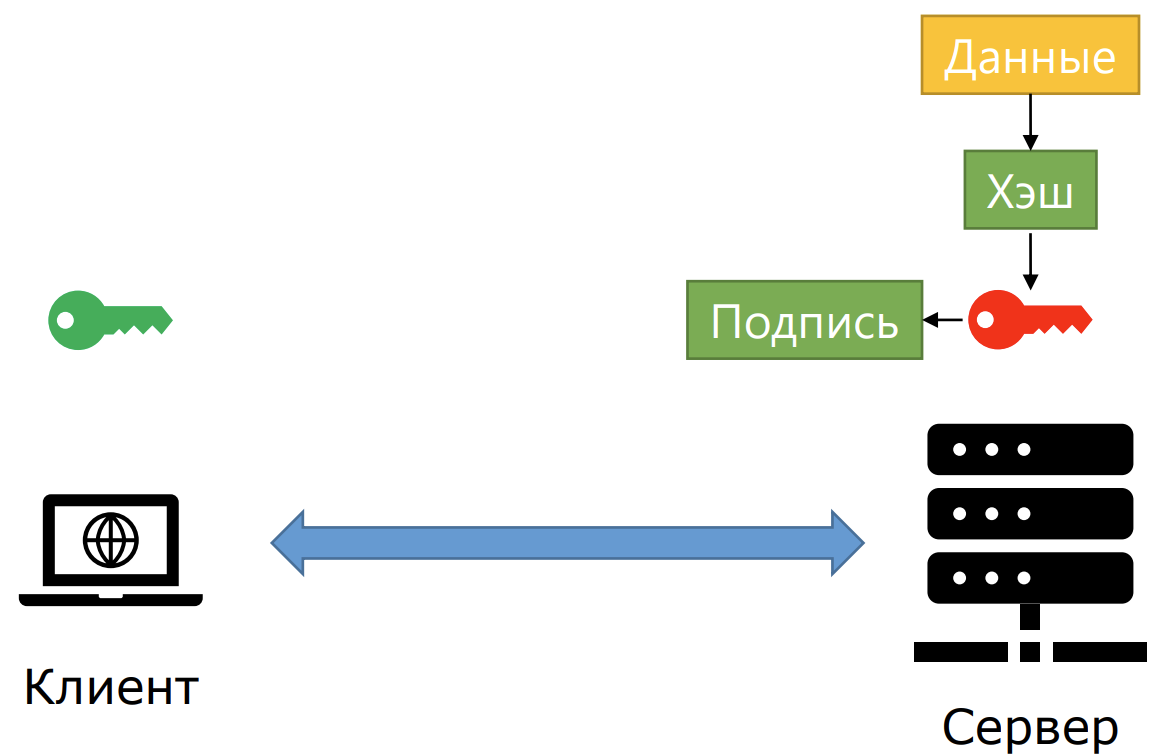 Данные
Хэш
Подпись
Клиент
Сервер